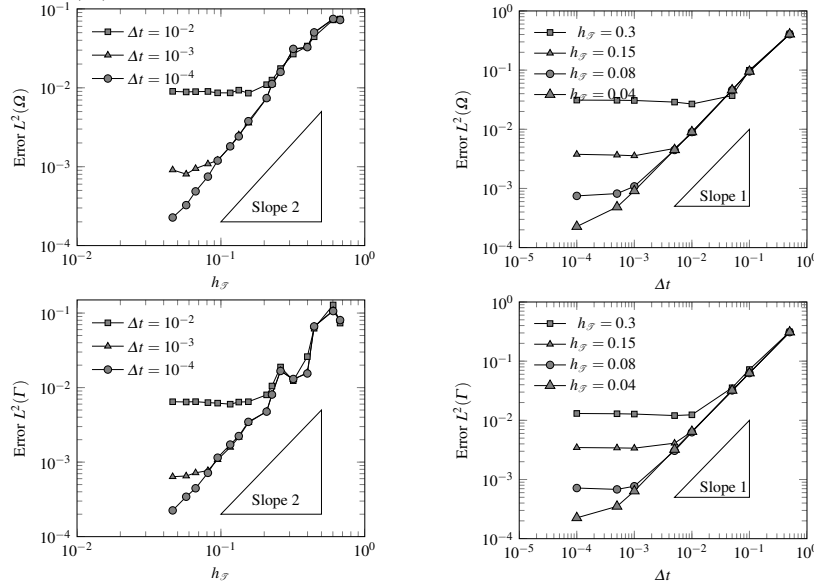 10^{-1}
10^{-2}
10^{-3}
10^{-4}
Error L^2(Ω)
Δt = 10^{-2}
Δt = 10^{-3}
Δt = 10^{-4}
Slope 2
10^{-2} 10^{-1} 10^0
h_𝒯
10^0
10^{-1}
10^{-2}
10^{-3}
10^{-4}
Error L^2(Ω)
h_𝒯 = 0.3
h_𝒯 = 0.15
h_𝒯 = 0.08
h_𝒯 = 0.04
Slope 1
10^{-5} 10^{-4} 10^{-3} 10^{-2} 10^{-1} 10^0
Δt
10^{-1}
10^{-2}
10^{-3}
10^{-4}
Error L^2(Γ)
Δt = 10^{-2}
Δt = 10^{-3}
Δt = 10^{-4}
Slope 2
10^{-2} 10^{-1} 10^0
h_𝒯
10^0
10^{-1}
10^{-2}
10^{-3}
10^{-4}
Error L^2(Γ)
h_𝒯 = 0.3
h_𝒯 = 0.15
h_𝒯 = 0.08
h_𝒯 = 0.04
Slope 1
10^{-5} 10^{-4} 10^{-3} 10^{-2} 10^{-1} 10^0
Δt